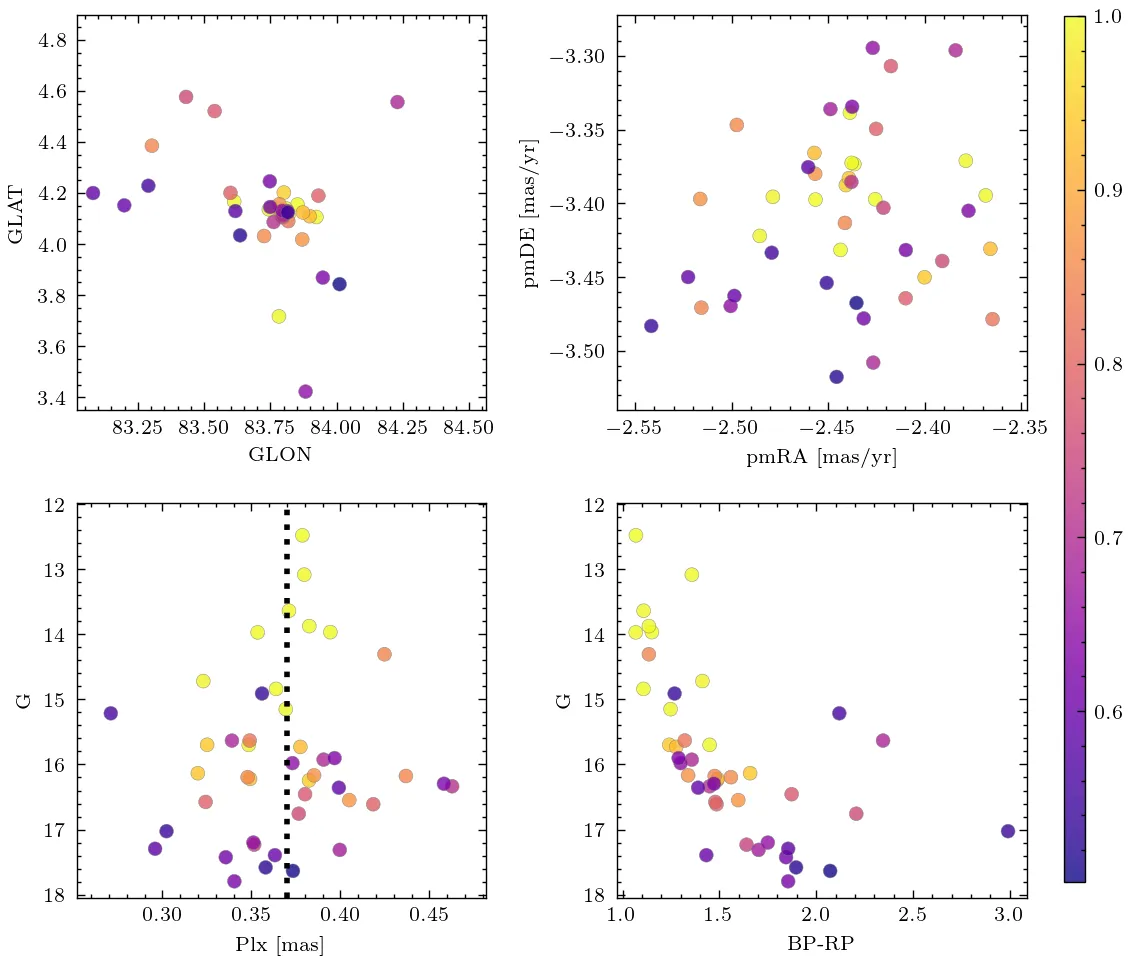 4.8
4.6
4.4
4.2
4.0
3.8
3.6
3.4
GLAT
83.25 83.50 83.75 84.00 84.25 84.50
GLON
−3.30
−3.35
−3.40
−3.45
−3.50
pmDE [mas/yr]
−2.55 −2.50 −2.45 −2.40 −2.35
pmRA [mas/yr]
1.0
0.9
0.8
0.7
0.6
12
13
14
15
16
17
18
G
0.30 0.35 0.40 0.45
Plx [mas]
12
13
14
15
16
17
18
G
1.0 1.5 2.0 2.5 3.0
BP-RP